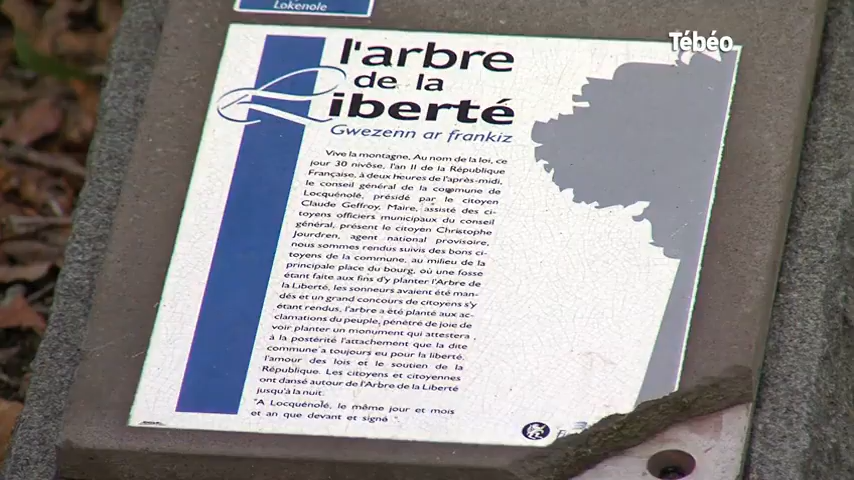 Lokenole
Tébéo
l'arbre
de la
Liberté
Gwezenn ar frankiz
Vive la montagne, Au nom de la loi, ce
jour 30 nivôse, l'an II de la République
Française, à deux heures de l'après-midi,
le conseil général de la commune de
Locquénolé, présidé par le citoyen
Claude Geffroy, Maire, assisté des ci-
toyens officiers municipaux du conseil
général, présent le citoyen Christophe
Jourdren, agent national provisoire,
nous sommes rendus suivis des bons ci-
toyens de la commune, au milieu de la
principale place du bourg, où une fosse
étant faite aux fins d'y planter l'Arbre de
la Liberté, les sonneurs avaient été man-
dés et un grand concours de citoyens s'y
étant rendus, l'arbre a été planté aux ac-
clamations du peuple, pénétré de joie de
voir planter un monument qui attestera,
à la postérité l'attachement que la dite
commune a toujours eu pour la liberté,
l'amour des lois et le soutien de la
République. Les citoyens et citoyennes
ont dansé autour de l'Arbre de la Liberté
jusqu'à la nuit.
"A Locquénolé, le même jour et mois
et an que devant et signé "